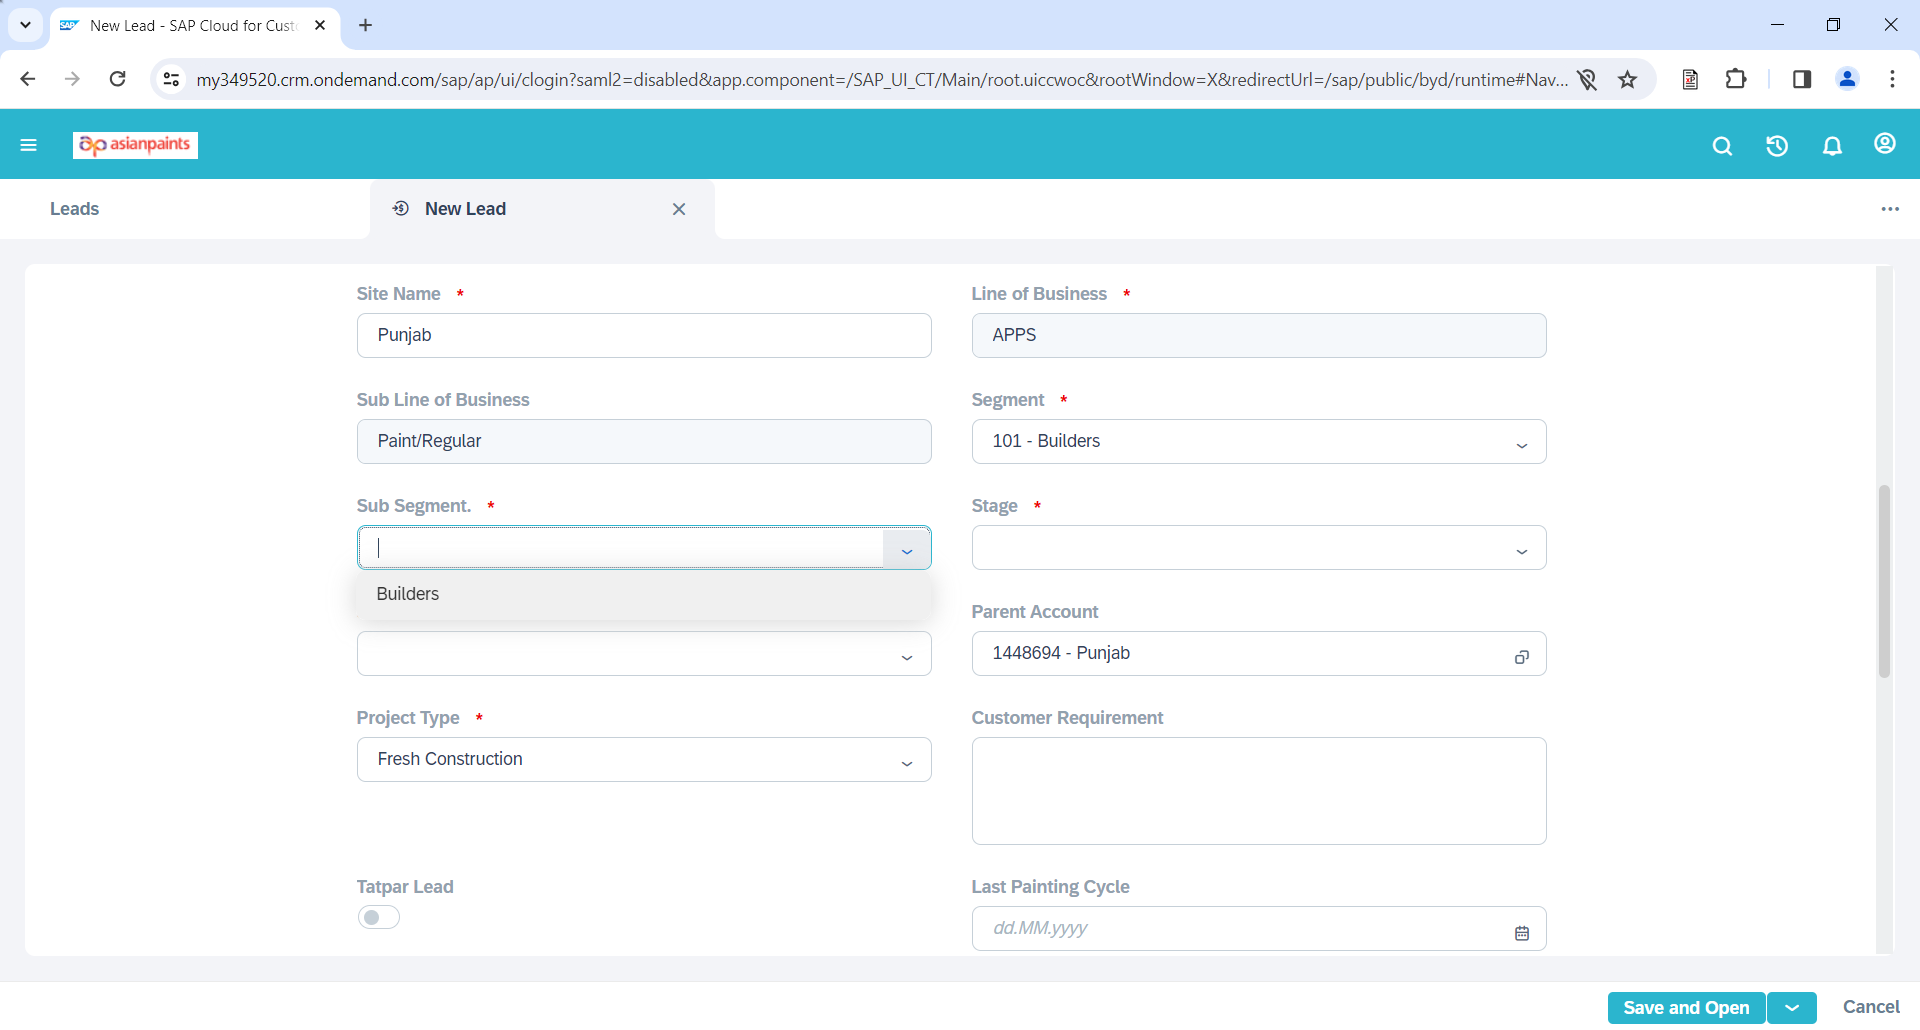 New Lead - SAP Cloud for Cust
my349520.crm.ondemand.com/sap/ap/ui/clogin?saml2=disabled&app.component=/SAP_UI_CT/Main/root.uiccwoc&rootWindow=X&redirectUrl=/sap/public/byd/runtime#Nav...
asianpaints
Leads
New Lead
Site Name *
Line of Business *
Punjab
APPS
Sub Line of Business
Segment *
Paint/Regular
101 - Builders
Sub Segment. *
Stage *
Builders
Parent Account
1448694 - Punjab
Project Type *
Customer Requirement
Fresh Construction
Tatpar Lead
Last Painting Cycle
dd.MM.yyyy
Save and Open
Cancel